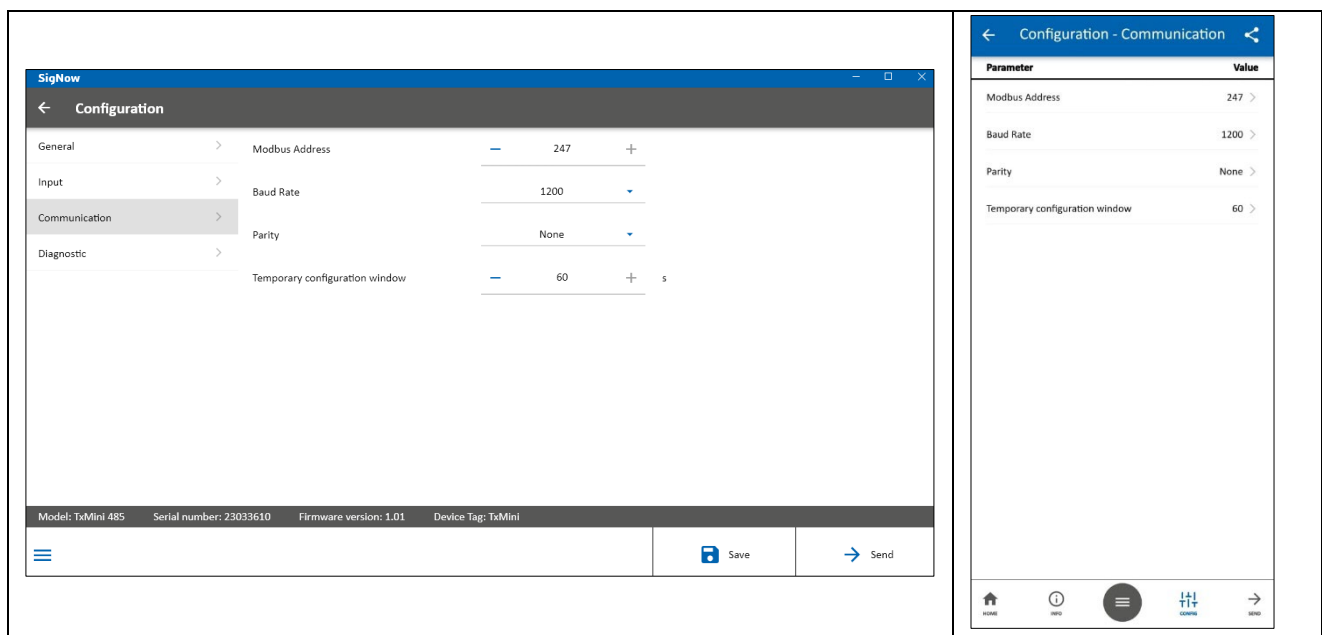 SigNow
Configuration
General
Input
Communication
Diagnostic
Modbus Address 247
Baud Rate 1200
Parity None
Temporary configuration window 60 s
Model: TxMini 485 Serial number: 23033610 Firmware version: 1.01 Device Tag: TxMini
Save Send
Configuration - Communication
Parameter Value
Modbus Address 247
Baud Rate 1200
Parity None
Temporary configuration window 60
HOME INFO CONFIG SEND